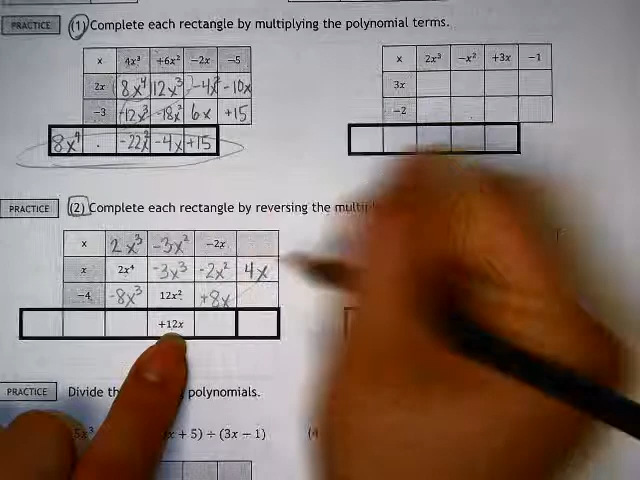 PRACTICE (1) Complete each rectangle by multiplying the polynomial terms.
x 4x³ +6x² -2x -5
2x 8x⁴ 12x³ -4x² -10x
-3 -12x³ -18x² 6x +15
8x⁴ . -22x² -4x +15
x 2x³ -x² +3x -1
3x
-2
PRACTICE (2) Complete each rectangle by reversing the
x 2x³ -3x² -2x
x 2x⁴ -3x³ -2x² 4x
-4 -8x³ 12x² +8x
+12x
PRACTICE Divide polynomials.
+ 5) ÷ (3x - 1)